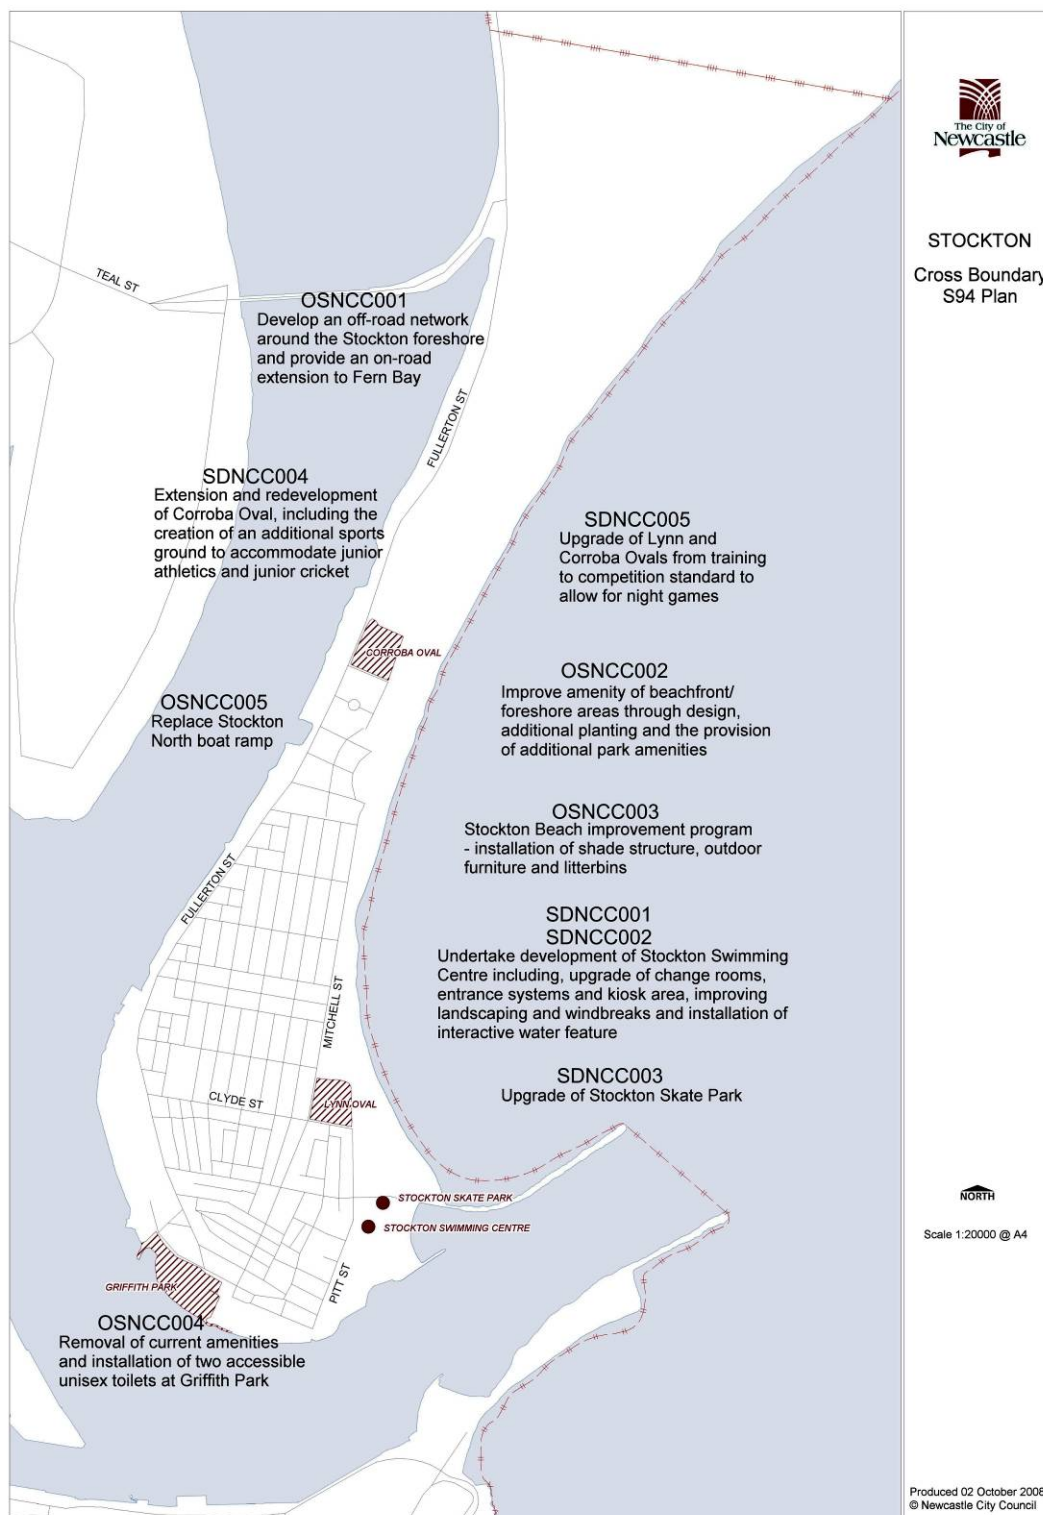 The City of
Newcastle
STOCKTON
Cross Boundary
S94 Plan
TEAL ST
OSNCC001
Develop an off-road network
around the Stockton foreshore
and provide an on-road
extension to Fern Bay
FULLERTON ST
SDNCC004
Extension and redevelopment
of Corroba Oval, including the
creation of an additional sports
ground to accommodate junior
athletics and junior cricket
SDNCC005
Upgrade of Lynn and
Corroba Ovals from training
to competition standard to
allow for night games
CORROBA OVAL
OSNCC002
Improve amenity of beachfront/
foreshore areas through design,
additional planting and the provision
of additional park amenities
OSNCC005
Replace Stockton
North boat ramp
OSNCC003
Stockton Beach improvement program
- installation of shade structure, outdoor
furniture and litterbins
FULLERTON ST
SDNCC001
SDNCC002
Undertake development of Stockton Swimming
Centre including, upgrade of change rooms,
entrance systems and kiosk area, improving
landscaping and windbreaks and installation of
interactive water feature
MITCHELL ST
SDNCC003
Upgrade of Stockton Skate Park
CLYDE ST
LYNN OVAL
STOCKTON SKATE PARK
STOCKTON SWIMMING CENTRE
PITT ST
GRIFFITH PARK
OSNCC004
Removal of current amenities
and installation of two accessible
unisex toilets at Griffith Park
NORTH
Scale 1:20000 @ A4
Produced 02 October 2008
© Newcastle City Council